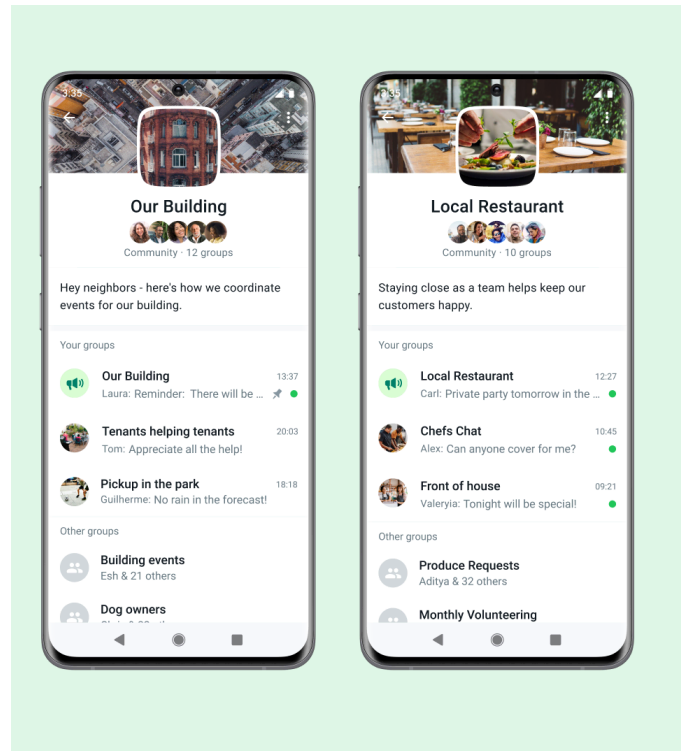 3:35
Our Building
Community · 12 groups
Hey neighbors - here's how we coordinate
events for our building.
Your groups
Our Building 13:37
Laura: Reminder: There will be ...
Tenants helping tenants 20:03
Tom: Appreciate all the help!
Pickup in the park 18:18
Guilherme: No rain in the forecast!
Other groups
Building events
Esh & 21 others
Dog owners
3:35
Local Restaurant
Community · 10 groups
Staying close as a team helps keep our
customers happy.
Your groups
Local Restaurant 12:27
Carl: Private party tomorrow in the ...
Chefs Chat 10:45
Alex: Can anyone cover for me?
Front of house 09:21
Valeryia: Tonight will be special!
Other groups
Produce Requests
Aditya & 32 others
Monthly Volunteering